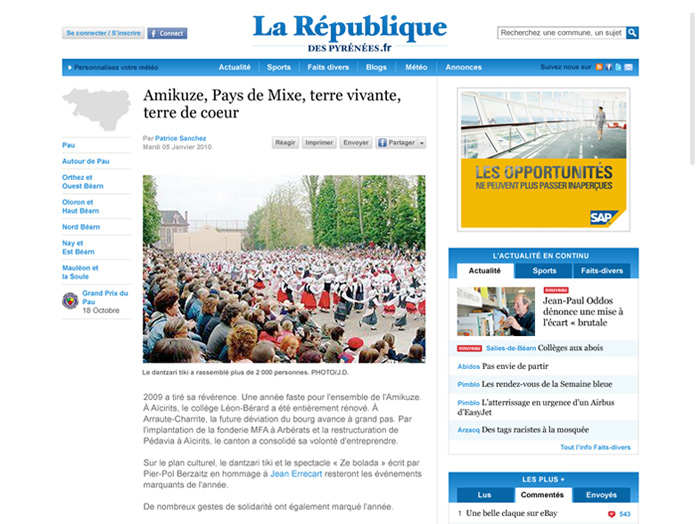 Se connecter / S'inscrire
Connect
La République
DES PYRÉNÉES.fr
Recherchez une commune, un sujet
Personnalisez votre météo
Actualité
Sports
Faits divers
Blogs
Météo
Annonces
Suivez nous sur
Pau
Autour de Pau
Orthez et
Ouest Béarn
Oloron et
Haut Béarn
Nord Béarn
Nay et
Est Béarn
Mauléon et
la Soule
Grand Prix du
Pau
18 Octobre
Amikuze, Pays de Mixe, terre vivante,
terre de coeur
Par Patrice Sanchez
Mardi 05 Janvier 2010
Réagir
Imprimer
Envoyer
Partager
Le dantzari tiki a rassemblé plus de 2 000 personnes. PHOTO/J.D.
2009 a tiré sa révérence. Une année faste pour l'ensemble de l'Amikuze.
À Aïcirits, le collège Léon-Bérard a été entièrement rénové. À
Arraute-Charrite, la future déviation du bourg avance à grand pas. Par
l'implantation de la fonderie MFA à Arbérats et la restructuration de
Pédavia à Aïcirits, le canton a consolidé sa volonté d'entreprendre.
Sur le plan culturel, le dantzari tiki et le spectacle « Ze bolada » écrit par
Pier-Pol Berzaitz en hommage à Jean Errecart resteront les événements
marquants de l'année.
De nombreux gestes de solidarité ont également marqué l'année.
LES OPPORTUNITÉS
NE PEUVENT PLUS PASSER INAPERÇUES
SAP
L'ACTUALITÉ EN CONTINU
Actualité
Sports
Faits-divers
nouveau
Jean-Paul Oddos
dénonce une mise à
l'écart « brutale
nouveau Salies-de-Béarn Collèges aux abois
Abidos Pas envie de partir
Pimblo Les rendez-vous de la Semaine bleue
Pimblo L'atterrissage en urgence d'un Airbus
d'EasyJet
Arzacq Des tags racistes à la mosquée
Tout l'info Faits-divers
LES PLUS +
Lus
Commentés
Envoyés
1 Une belle claque sur eBay
543